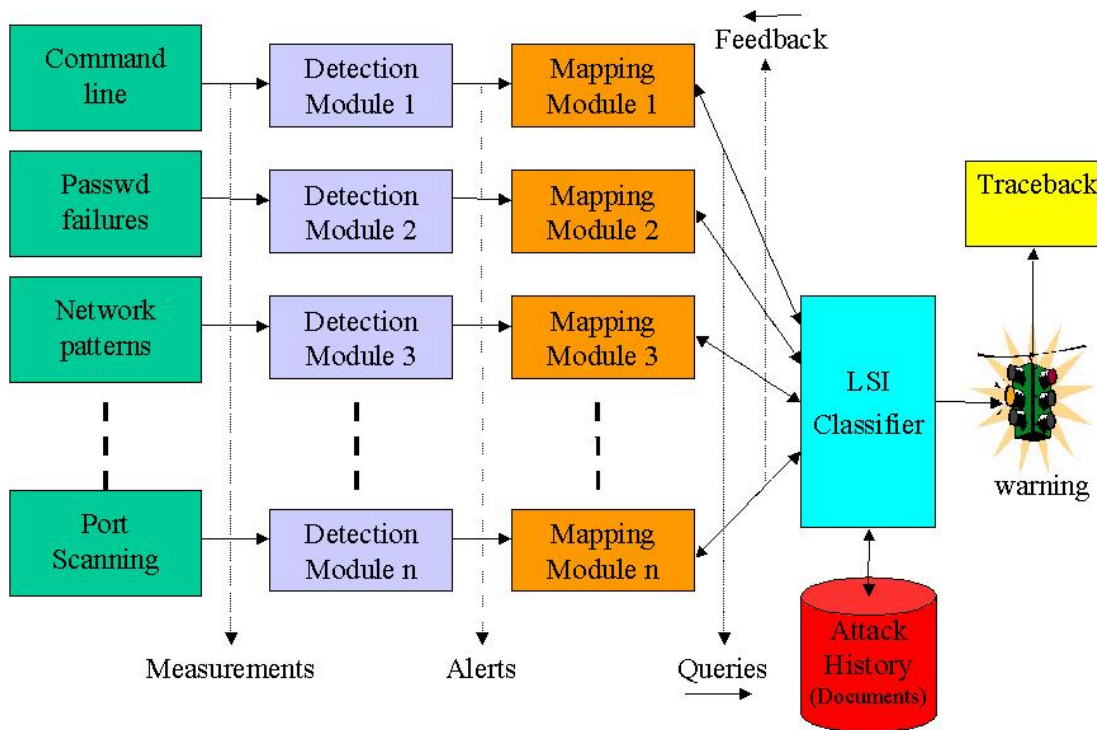 Feedback
Command
line
Detection
Module 1
Mapping
Module 1
Passwd
failures
Detection
Module 2
Mapping
Module 2
Traceback
Network
patterns
Detection
Module 3
Mapping
Module 3
LSI
Classifier
warning
Port
Scanning
Detection
Module n
Mapping
Module n
Measurements
Alerts
Queries
Attack
History
(Documents)